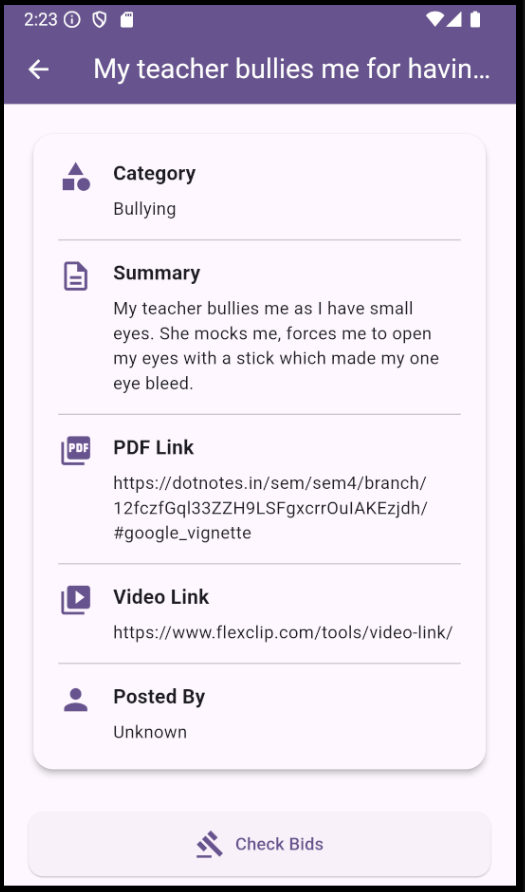 2:23
My teacher bullies me for havin...
Category
Bullying
Summary
My teacher bullies me as I have small
eyes. She mocks me, forces me to open
my eyes with a stick which made my one
eye bleed.
PDF
PDF Link
https://dotnotes.in/sem/sem4/branch/
12fczfGql33ZZH9LSFgxcrrOuIAKEzjdh/
#google_vignette
Video Link
https://www.flexclip.com/tools/video-link/
Posted By
Unknown
Check Bids